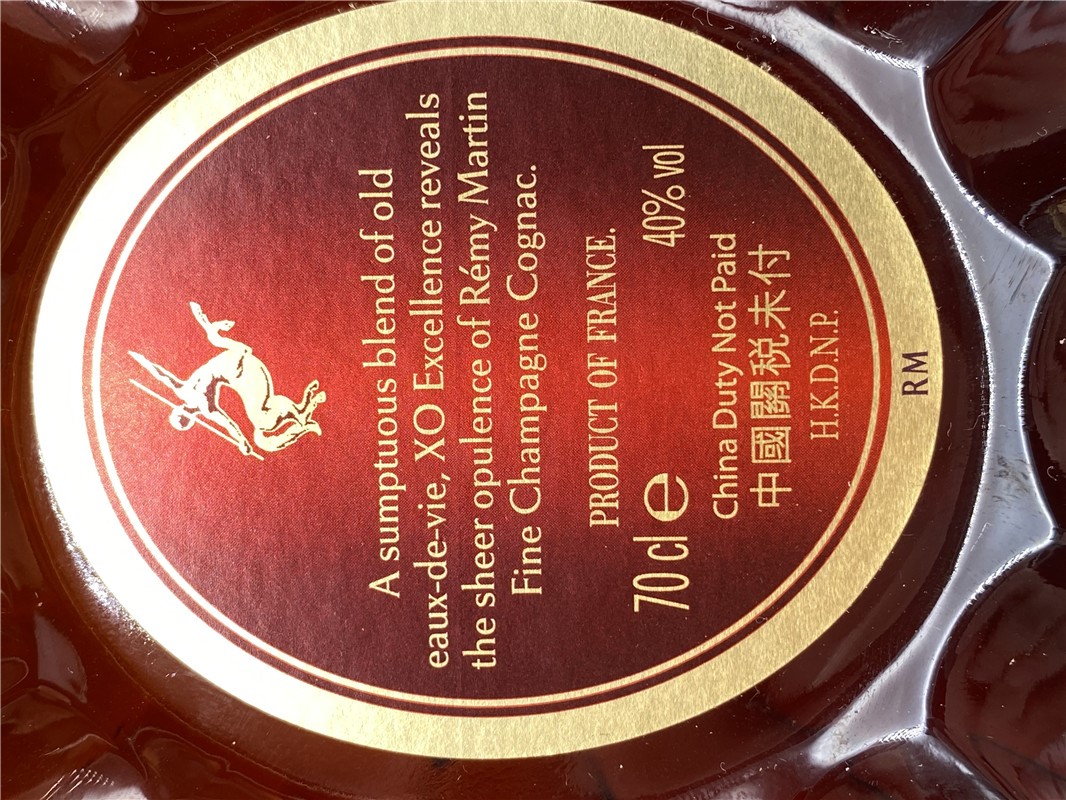 A sumptuous blend of old
eaux-de-vie, XO Excellence reveals
the sheer opulence of Rémy Martin
Fine Champagne Cognac.
PRODUCT OF FRANCE.
70 cl e 40% vol
China Duty Not Paid
中國關税未付
H.K.D.N.P.
RM